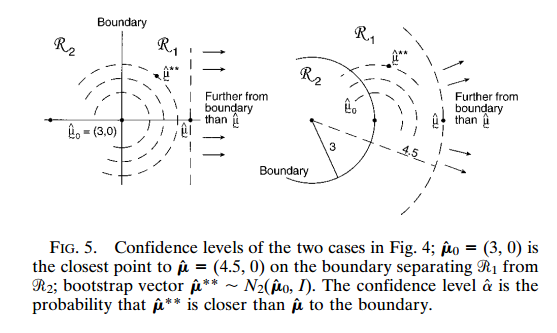 Boundary
ℛ₂
ℛ₁
μ̂**
Further from
boundary
than μ̂
μ̂₀ = (3,0)
μ̂
ℛ₁
μ̂**
ℛ₂
μ̂₀
Further from
boundary
than μ̂
μ̂
3
4.5
Boundary
FIG. 5. Confidence levels of the two cases in Fig. 4; μ̂₀ = (3, 0) is
the closest point to μ̂ = (4.5, 0) on the boundary separating ℛ₁ from
ℛ₂; bootstrap vector μ̂** ~ N₂(μ̂₀, I). The confidence level α̂ is the
probability that μ̂** is closer than μ̂ to the boundary.